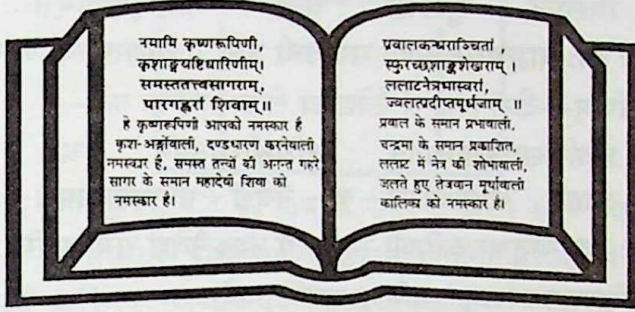 नमामि कृष्णरूपिणीं,
कृशाङ्गयष्टिधारिणीम्।
समस्ततत्त्वसागराम्,
पारगह्वरां शिवाम्॥
हे कृष्णरूपिणी आपको नमस्कार है
कृश-अङ्गोंवाली, दण्डधारण करनेवाली
नमस्कार है, समस्त तत्त्वों की अनन्त गहरे
सागर के समान महादेवी शिवा को
नमस्कार है।
प्रवालकन्धराञ्चितां
स्फुरच्छशाङ्कशेखराम् ।
ललाटनेत्रभास्वरां,
ज्वलत्प्रदीप्तमूर्धजाम्॥
प्रवाल के समान प्रभावाली,
चन्द्रमा के समान प्रकाशित,
ललाट में नेत्र की शोभावाली,
जलते हुए तेजवान मूर्धावाली
कालिका को नमस्कार है।